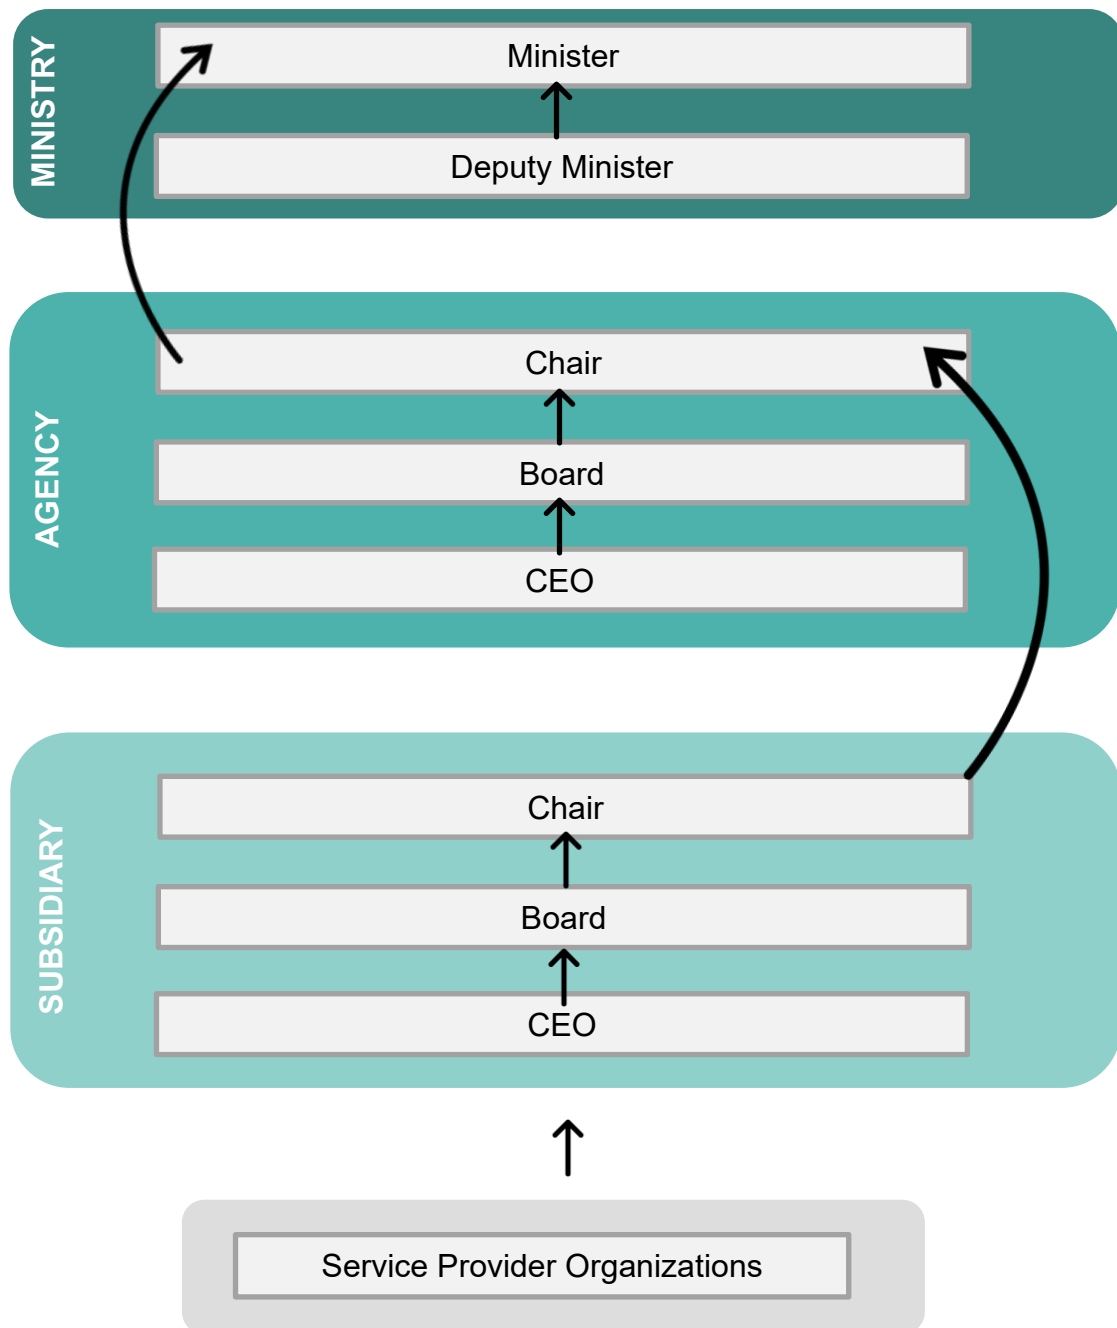 MINISTRY
Minister
Deputy Minister
AGENCY
Chair
Board
CEO
SUBSIDIARY
Chair
Board
CEO
Service Provider Organizations